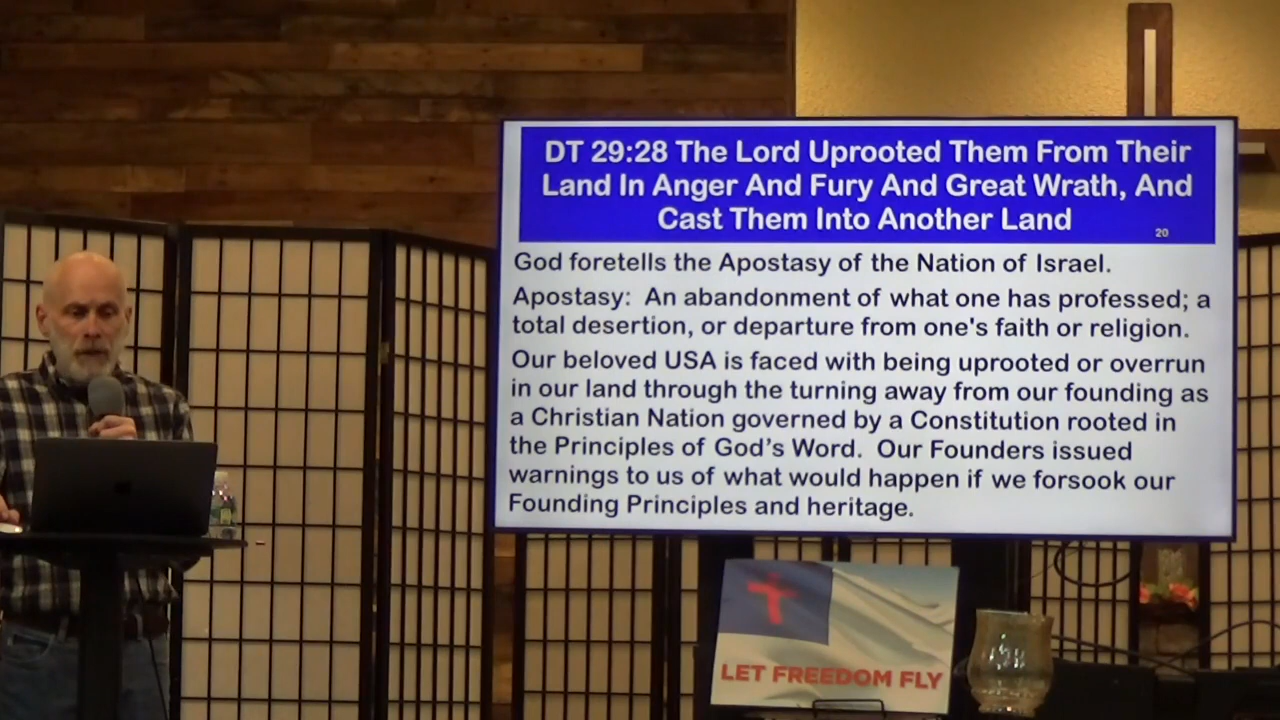 DT 29:28 The Lord Uprooted Them From Their
Land In Anger And Fury And Great Wrath, And
Cast Them Into Another Land
20
God foretells the Apostasy of the Nation of Israel.
Apostasy: An abandonment of what one has professed; a
total desertion, or departure from one's faith or religion.
Our beloved USA is faced with being uprooted or overrun
in our land through the turning away from our founding as
a Christian Nation governed by a Constitution rooted in
the Principles of God's Word. Our Founders issued
warnings to us of what would happen if we forsook our
Founding Principles and heritage.
LET FREEDOM FLY